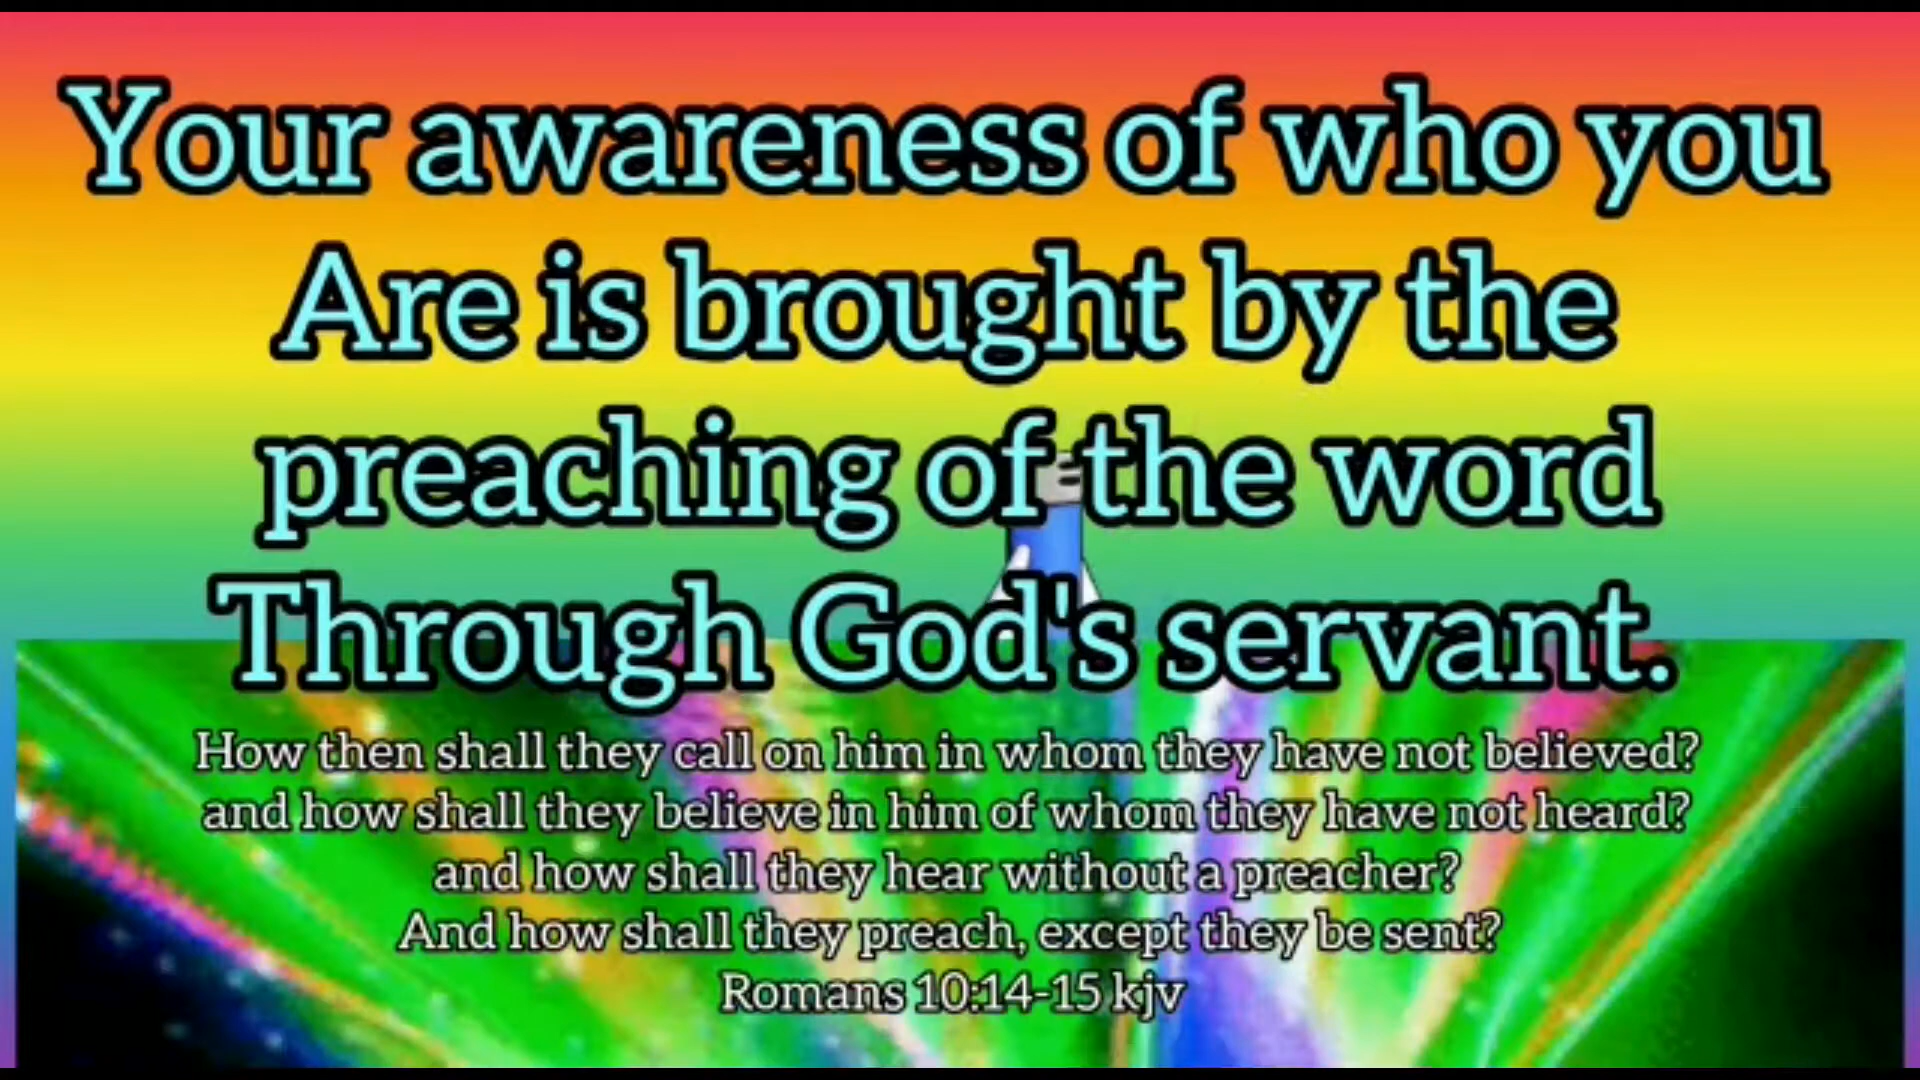 Your awareness of who you
Are is brought by the
preaching of the word
Through God's servant.
How then shall they call on him in whom they have not believed?
and how shall they believe in him of whom they have not heard?
and how shall they hear without a preacher?
And how shall they preach, except they be sent?
Romans 10:14-15 kjv